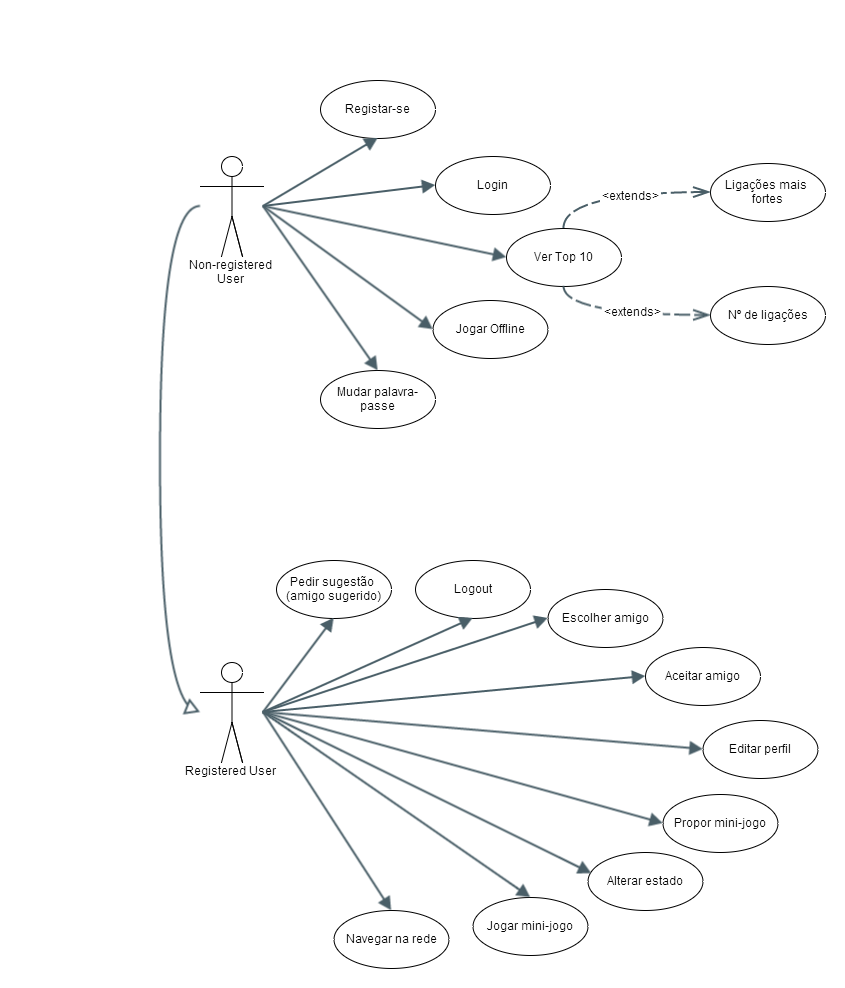 Registar-se
Login
<extends>
Ligações mais
fortes
Non-registered
User
Ver Top 10
<extends>
Nº de ligações
Jogar Offline
Mudar palavra-
passe
Pedir sugestão
(amigo sugerido)
Logout
Escolher amigo
Aceitar amigo
Registered User
Editar perfil
Propor mini-jogo
Alterar estado
Jogar mini-jogo
Navegar na rede